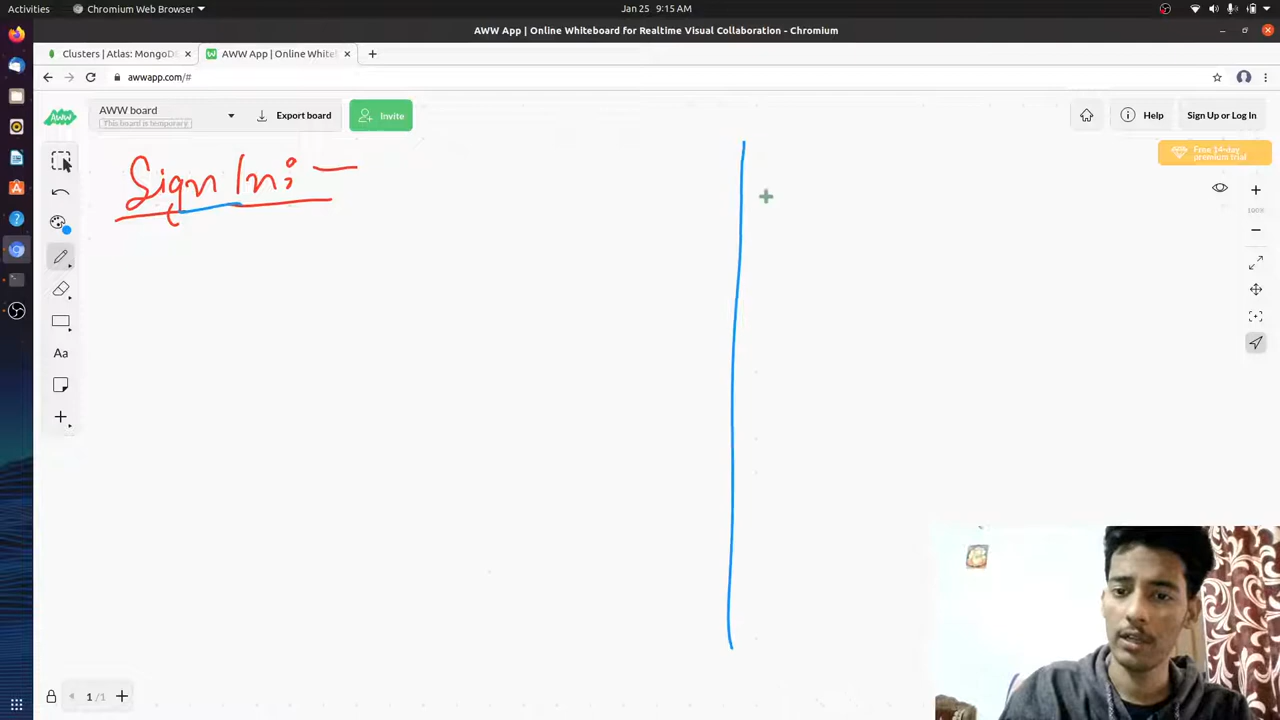 Activities
Chromium Web Browser
Jan 25 9:15 AM
AWW App | Online Whiteboard for Realtime Visual Collaboration - Chromium
Clusters | Atlas: MongoD
AWW App | Online White
awwapp.com/#
AWW board
This board is temporary
Export board
Invite
Help
Sign Up or Log In
Free 14-day
premium trial
Sign In: —
100%
Aa
1/1